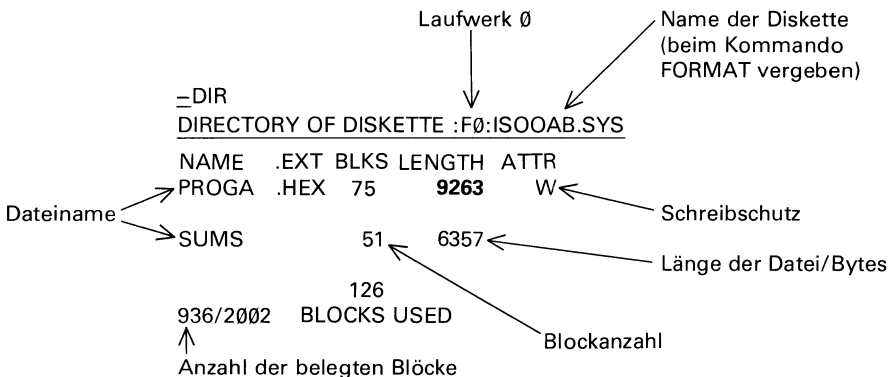 Laufwerk Ø
Name der Diskette
(beim Kommando
FORMAT vergeben)
–DIR
DIRECTORY OF DISKETTE :FØ:ISOOAB.SYS
NAME .EXT BLKS LENGTH ATTR
PROGA .HEX 75 9263 W
Dateiname
Schreibschutz
SUMS 51 6357
Länge der Datei/Bytes
126
936/2ØØ2 BLOCKS USED
Blockanzahl
Anzahl der belegten Blöcke